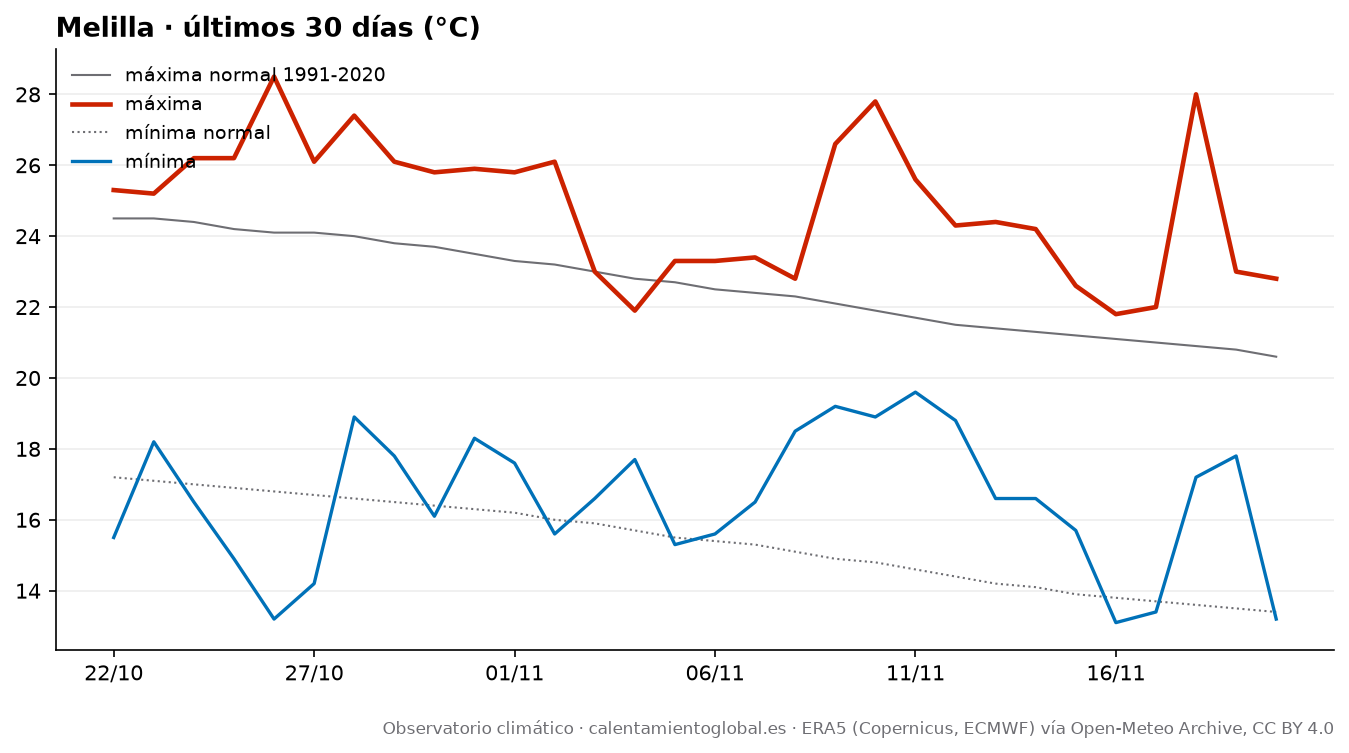 Melilla · últimos 30 días (°C)
máxima normal 1991-2020
máxima
mínima normal
mínima
28
26
24
22
20
18
16
14
22/10 27/10 01/11 06/11 11/11 16/11
Observatorio climático · calentamientoglobal.es · ERA5 (Copernicus, ECMWF) vía Open-Meteo Archive, CC BY 4.0